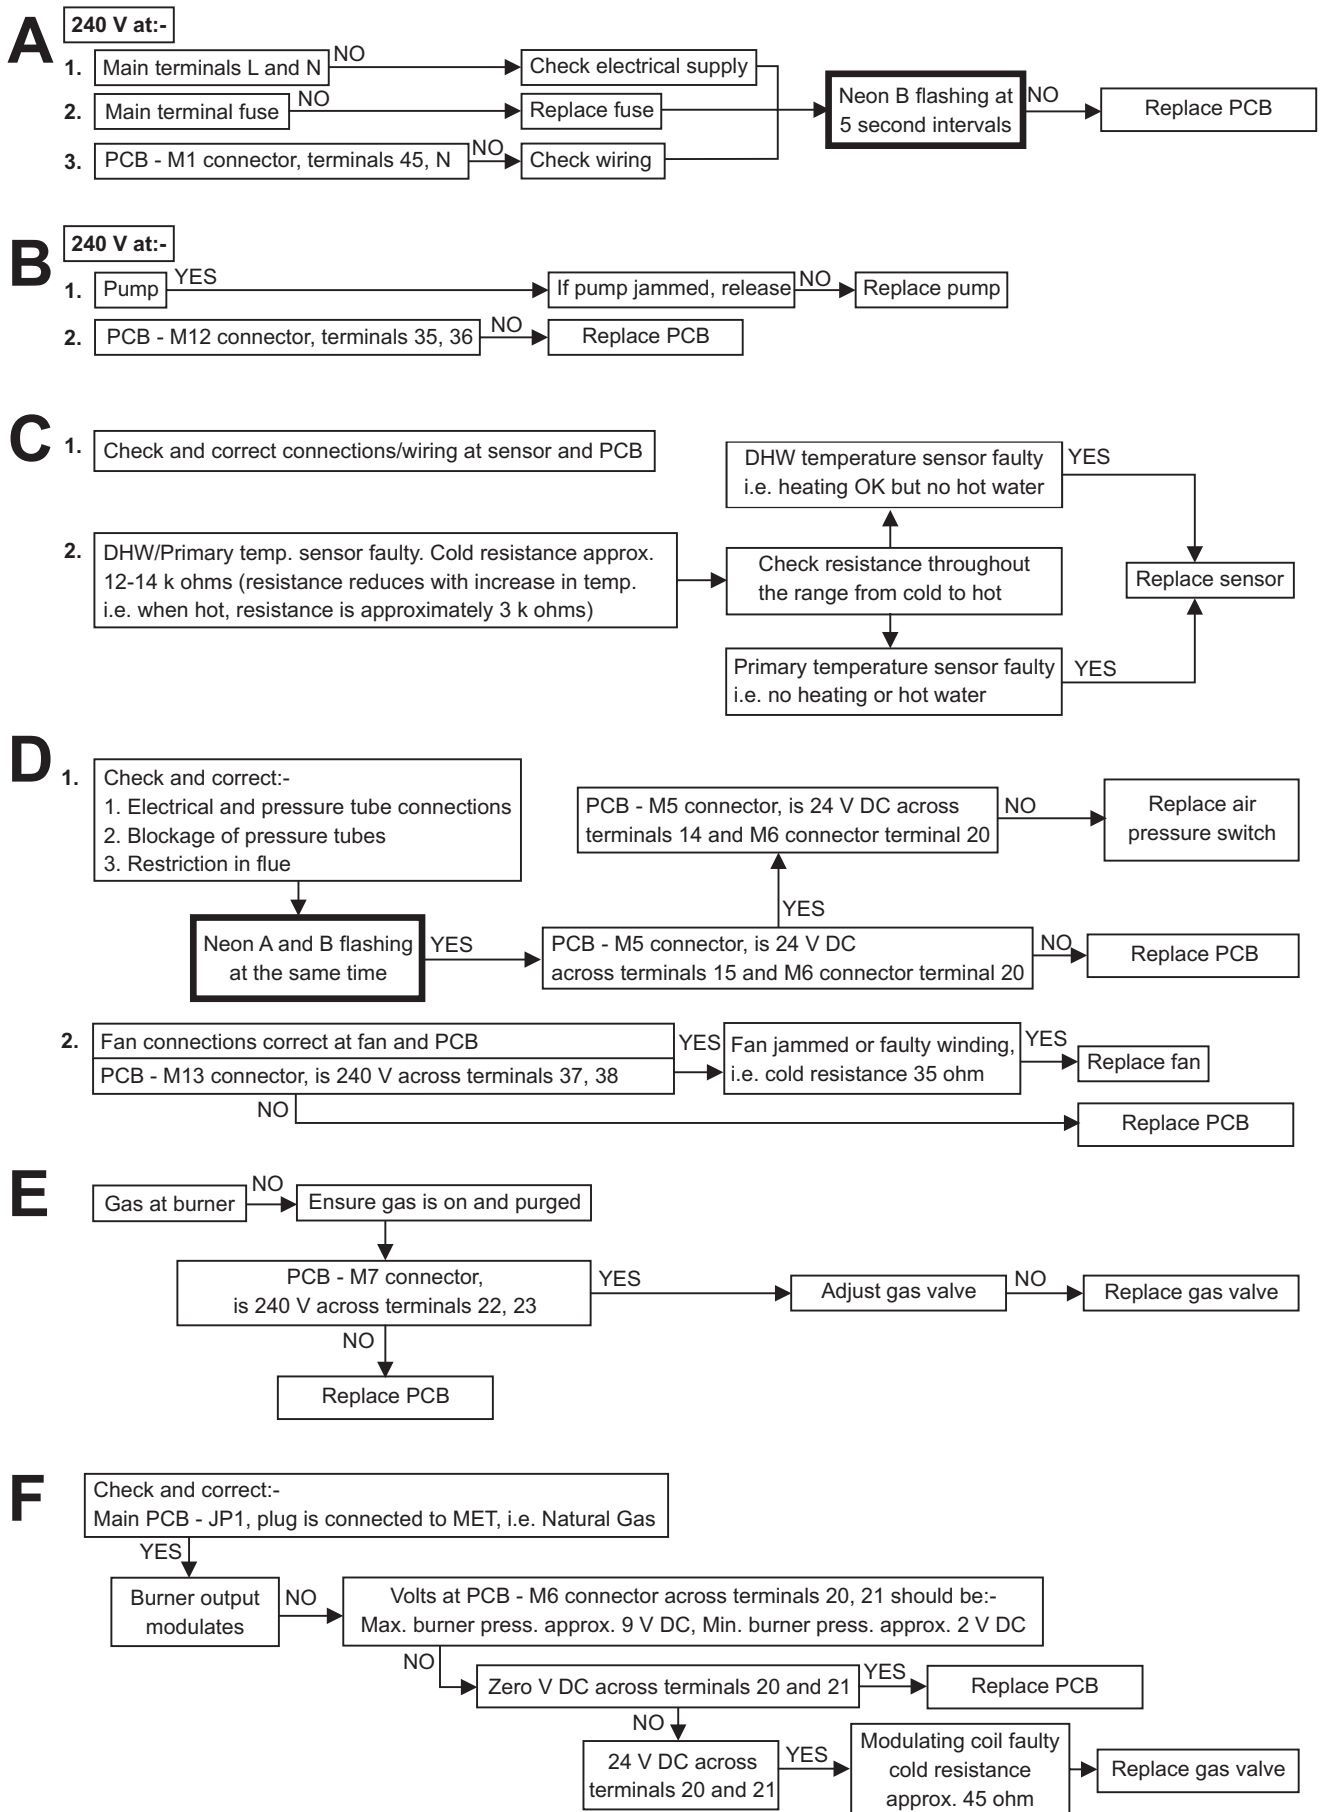 A
240 V at:-
1. Main terminals L and N NO Check electrical supply
2. Main terminal fuse NO Replace fuse
3. PCB - M1 connector, terminals 45, N NO Check wiring
Neon B flashing at
5 second intervals
NO
Replace PCB
B
240 V at:-
1. Pump YES If pump jammed, release NO Replace pump
2. PCB - M12 connector, terminals 35, 36 NO Replace PCB
C
1. Check and correct connections/wiring at sensor and PCB
2. DHW/Primary temp. sensor faulty. Cold resistance approx.
12-14 k ohms (resistance reduces with increase in temp.
i.e. when hot, resistance is approximately 3 k ohms)
DHW temperature sensor faulty
i.e. heating OK but no hot water
YES
Check resistance throughout
the range from cold to hot
Replace sensor
Primary temperature sensor faulty
i.e. no heating or hot water
YES
D
1. Check and correct:-
1. Electrical and pressure tube connections
2. Blockage of pressure tubes
3. Restriction in flue
PCB - M5 connector, is 24 V DC across
terminals 14 and M6 connector terminal 20
NO
Replace air
pressure switch
YES
Neon A and B flashing
at the same time
YES
PCB - M5 connector, is 24 V DC
across terminals 15 and M6 connector terminal 20
NO
Replace PCB
2. Fan connections correct at fan and PCB
PCB - M13 connector, is 240 V across terminals 37, 38
YES
Fan jammed or faulty winding,
i.e. cold resistance 35 ohm
YES
Replace fan
NO
Replace PCB
E
Gas at burner NO Ensure gas is on and purged
PCB - M7 connector,
is 240 V across terminals 22, 23
YES
Adjust gas valve
NO
Replace gas valve
NO
Replace PCB
F
Check and correct:-
Main PCB - JP1, plug is connected to MET, i.e. Natural Gas
YES
Burner output
modulates
NO
Volts at PCB - M6 connector across terminals 20, 21 should be:-
Max. burner press. approx. 9 V DC, Min. burner press. approx. 2 V DC
NO
Zero V DC across terminals 20 and 21
YES
Replace PCB
NO
24 V DC across
terminals 20 and 21
YES
Modulating coil faulty
cold resistance
approx. 45 ohm
Replace gas valve